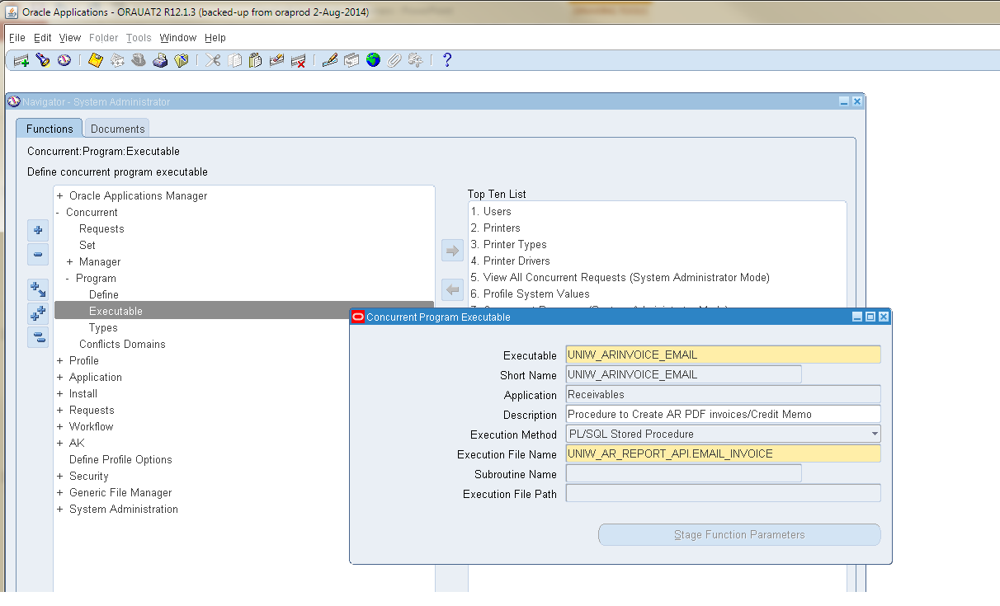 Oracle Applications - ORAUAT2 R12.1.3 (backed-up from oraprod 2-Aug-2014)
File Edit View Folder Tools Window Help
Navigator - System Administrator
Functions Documents
Concurrent:Program:Executable
Define concurrent program executable
+ Oracle Applications Manager
- Concurrent
Requests
Set
+ Manager
- Program
Define
Executable
Types
Conflicts Domains
+ Profile
+ Application
+ Install
+ Requests
+ Workflow
+ AK
Define Profile Options
+ Security
+ Generic File Manager
+ System Administration
Top Ten List
1. Users
2. Printers
3. Printer Types
4. Printer Drivers
5. View All Concurrent Requests (System Administrator Mode)
6. Profile System Values
Concurrent Program Executable
Executable UNIW_ARINVOICE_EMAIL
Short Name UNIW_ARINVOICE_EMAIL
Application Receivables
Description Procedure to Create AR PDF invoices/Credit Memo
Execution Method PL/SQL Stored Procedure
Execution File Name UNIW_AR_REPORT_API.EMAIL_INVOICE
Subroutine Name
Execution File Path
Stage Function Parameters